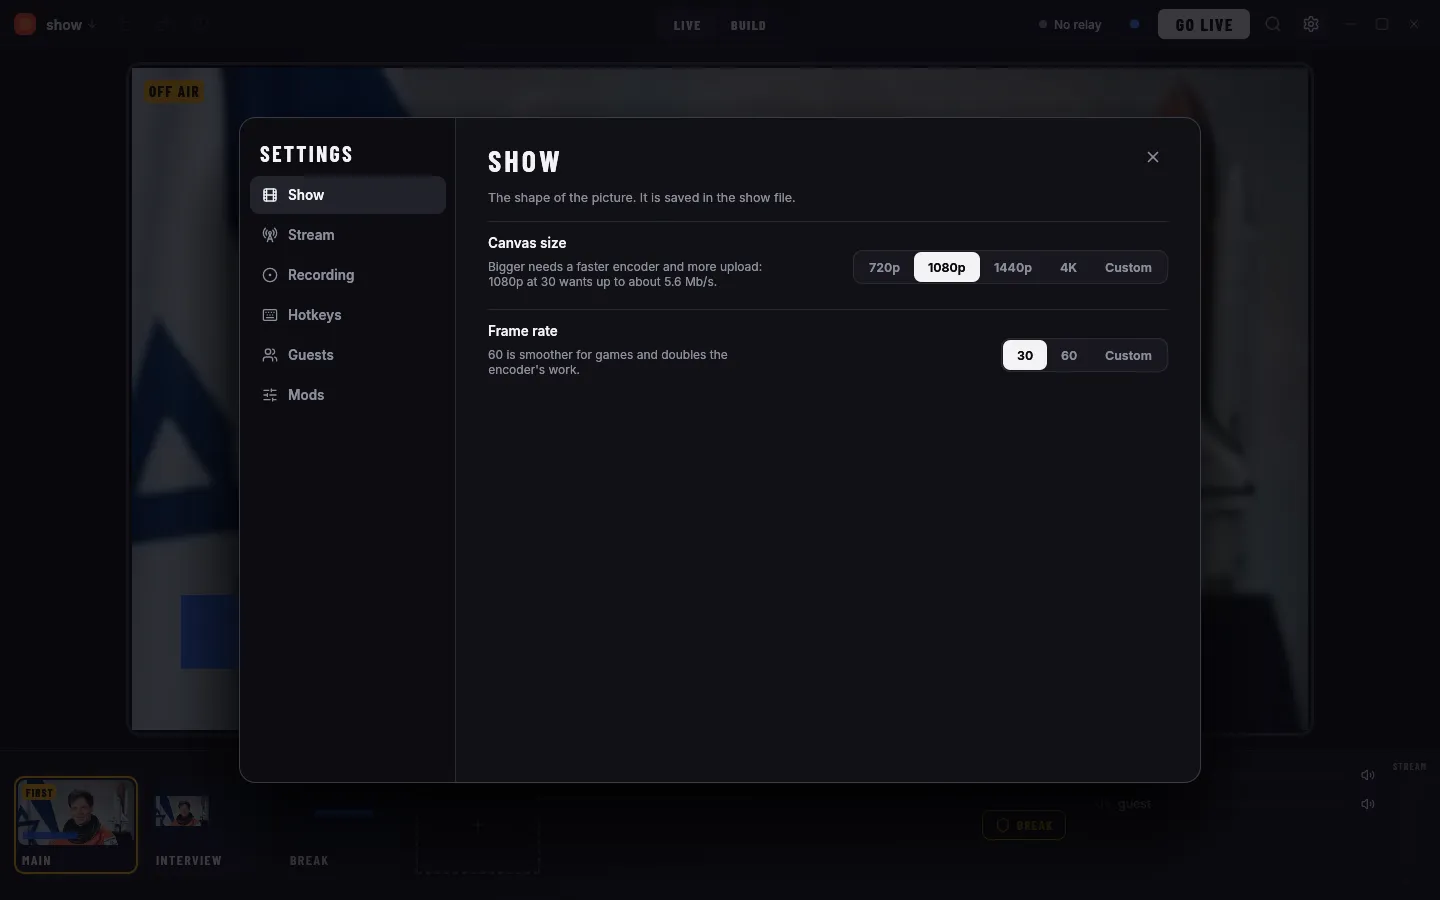 show
LIVE
BUILD
No relay
GO LIVE
OFF AIR
SETTINGS
Show
Stream
Recording
Hotkeys
Guests
Mods
SHOW
The shape of the picture. It is saved in the show file.
Canvas size
Bigger needs a faster encoder and more upload:
1080p at 30 wants up to about 5.6 Mb/s.
720p
1080p
1440p
4K
Custom
Frame rate
60 is smoother for games and doubles the
encoder's work.
30
60
Custom
STREAM
guest
BREAK
FIRST
MAIN
INTERVIEW
BREAK